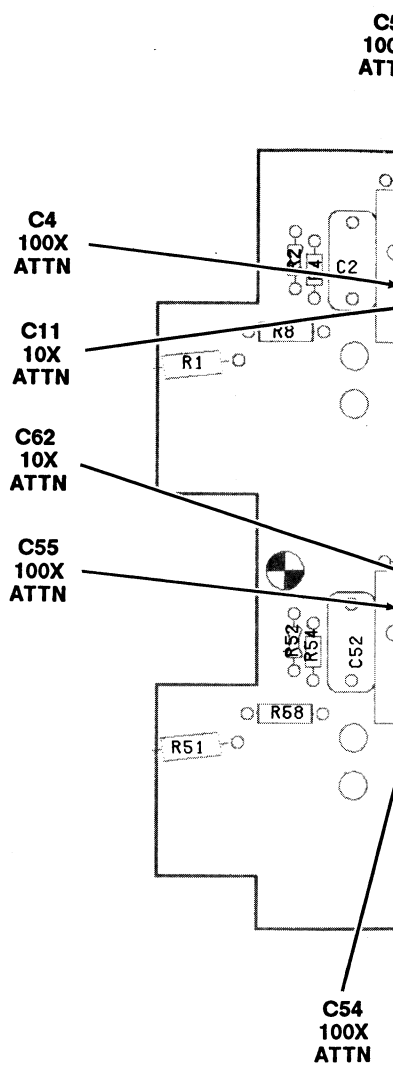 C4
100X
ATTN
R2
C2
C11
10X
ATTN
R8
R1
C62
10X
ATTN
C55
100X
ATTN
R52
R54
C52
R58
R51
C54
100X
ATTN